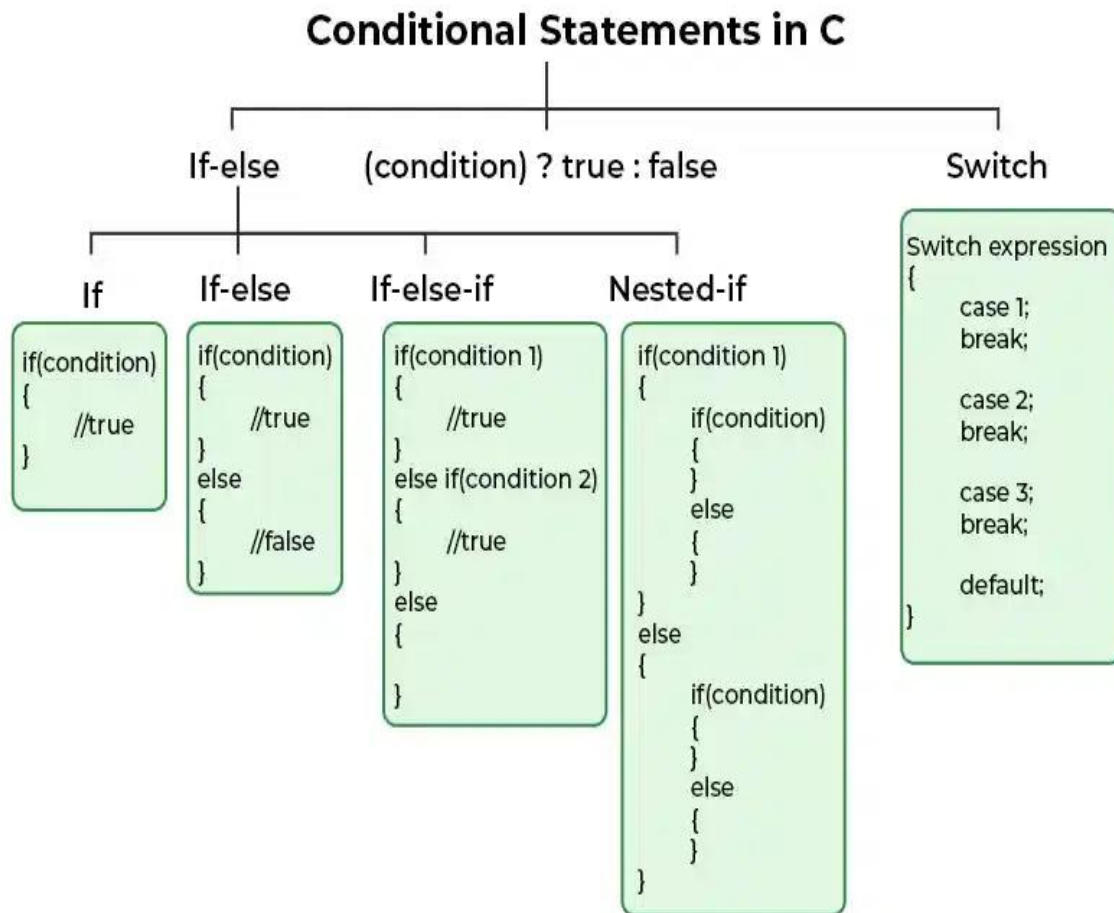 Conditional Statements in C
If-else
(condition) ? true : false
Switch
If
if(condition)
{
//true
}
If-else
if(condition)
{
//true
}
else
{
//false
}
If-else-if
if(condition 1)
{
//true
}
else if(condition 2)
{
//true
}
else
{
}
Nested-if
if(condition 1)
{
if(condition)
{
}
else
{
}
}
else
{
if(condition)
{
}
else
{
}
}
Switch expression
{
case 1;
break;
case 2;
break;
case 3;
break;
default;
}